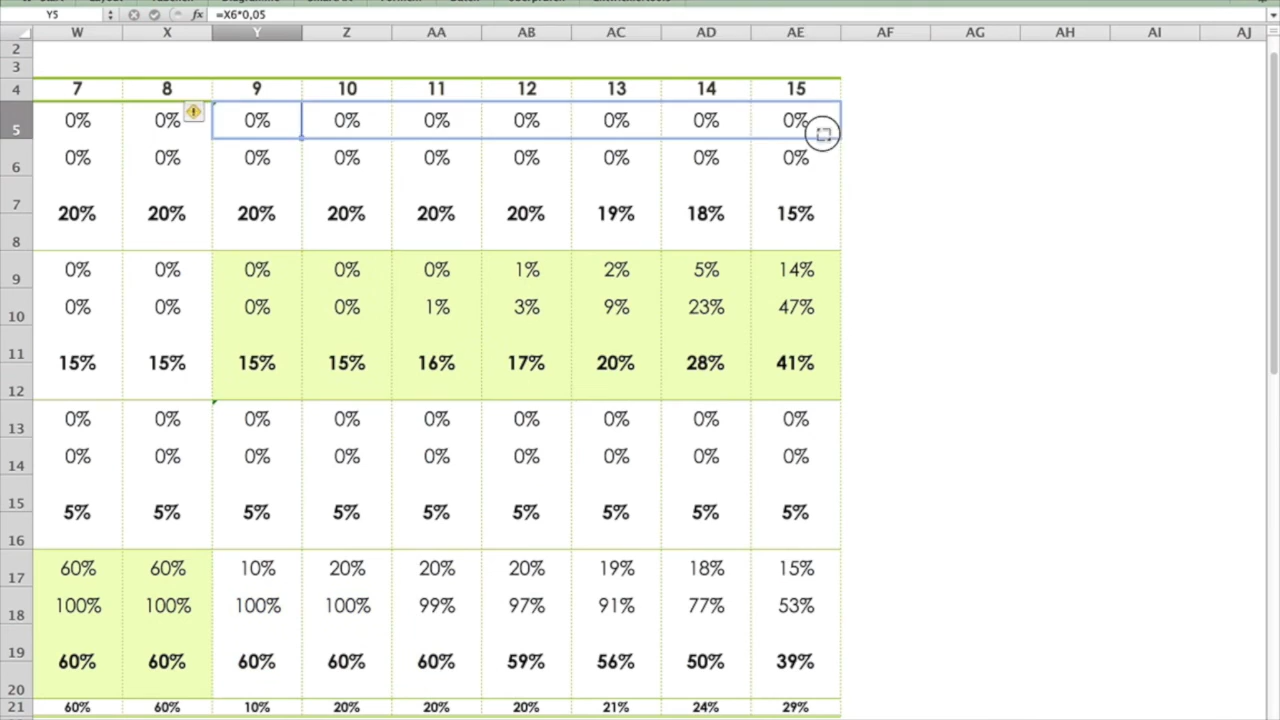 Y5 fx =X6*0,05
W X Y Z AA AB AC AD AE AF AG AH AI AJ
2
3
4 7 8 9 10 11 12 13 14 15
5 0% 0% 0% 0% 0% 0% 0% 0% 0%
6 0% 0% 0% 0% 0% 0% 0% 0% 0%
7 20% 20% 20% 20% 20% 20% 19% 18% 15%
8
9 0% 0% 0% 0% 0% 1% 2% 5% 14%
10 0% 0% 0% 0% 1% 3% 9% 23% 47%
11 15% 15% 15% 15% 16% 17% 20% 28% 41%
12
13 0% 0% 0% 0% 0% 0% 0% 0% 0%
14 0% 0% 0% 0% 0% 0% 0% 0% 0%
15 5% 5% 5% 5% 5% 5% 5% 5% 5%
16
17 60% 60% 10% 20% 20% 20% 19% 18% 15%
18 100% 100% 100% 100% 99% 97% 91% 77% 53%
19 60% 60% 60% 60% 60% 59% 56% 50% 39%
20
21 60% 60% 10% 20% 20% 20% 21% 24% 29%